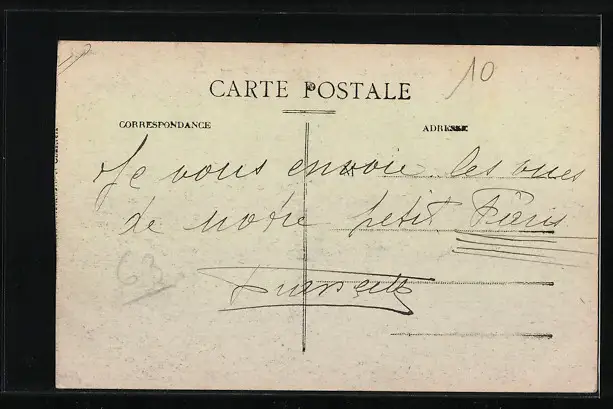 10
CARTE POSTALE
CORRESPONDANCE
ADRESSE
Je vous envoie les vues
de notre petit Paris
63